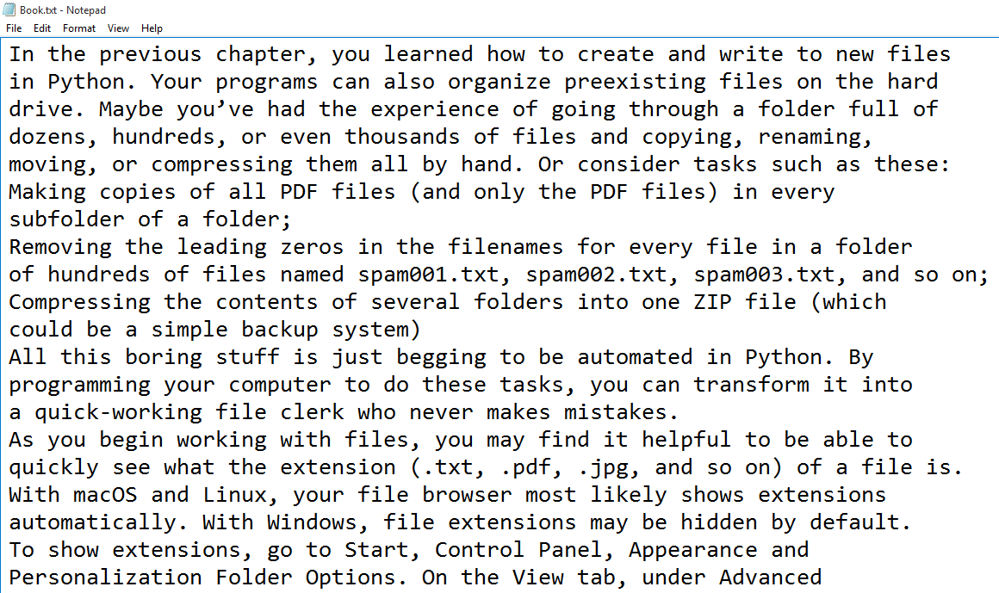 Book.txt - Notepad
File Edit Format View Help
In the previous chapter, you learned how to create and write to new files
in Python. Your programs can also organize preexisting files on the hard
drive. Maybe you’ve had the experience of going through a folder full of
dozens, hundreds, or even thousands of files and copying, renaming,
moving, or compressing them all by hand. Or consider tasks such as these:
Making copies of all PDF files (and only the PDF files) in every
subfolder of a folder;
Removing the leading zeros in the filenames for every file in a folder
of hundreds of files named spam001.txt, spam002.txt, spam003.txt, and so on;
Compressing the contents of several folders into one ZIP file (which
could be a simple backup system)
All this boring stuff is just begging to be automated in Python. By
programming your computer to do these tasks, you can transform it into
a quick-working file clerk who never makes mistakes.
As you begin working with files, you may find it helpful to be able to
quickly see what the extension (.txt, .pdf, .jpg, and so on) of a file is.
With macOS and Linux, your file browser most likely shows extensions
automatically. With Windows, file extensions may be hidden by default.
To show extensions, go to Start, Control Panel, Appearance and
Personalization Folder Options. On the View tab, under Advanced